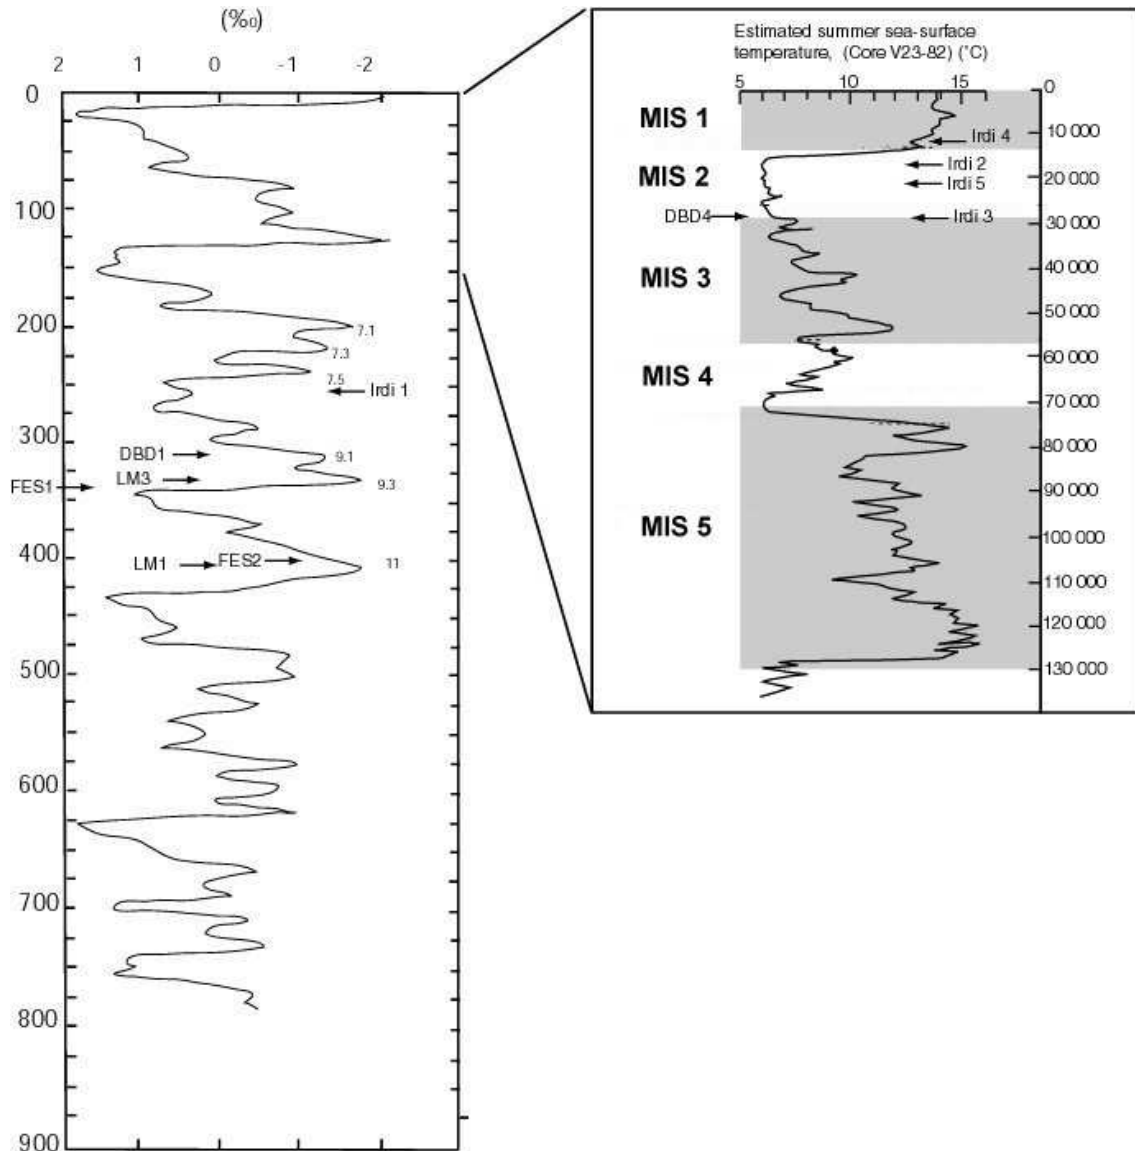 (‰)
2 1 0 -1 -2
0
100
200
300
400
500
600
700
800
900
7.1
7.3
7.5
Irdi 1
DBD1
9.1
LM3
9.3
FES1
LM1
FES2
11
Estimated summer sea-surface
temperature, (Core V23-82) (°C)
5 10 15
0
10 000
20 000
30 000
40 000
50 000
60 000
70 000
80 000
90 000
100 000
110 000
120 000
130 000
MIS 1
Irdi 4
MIS 2
Irdi 2
Irdi 5
DBD4
Irdi 3
MIS 3
MIS 4
MIS 5